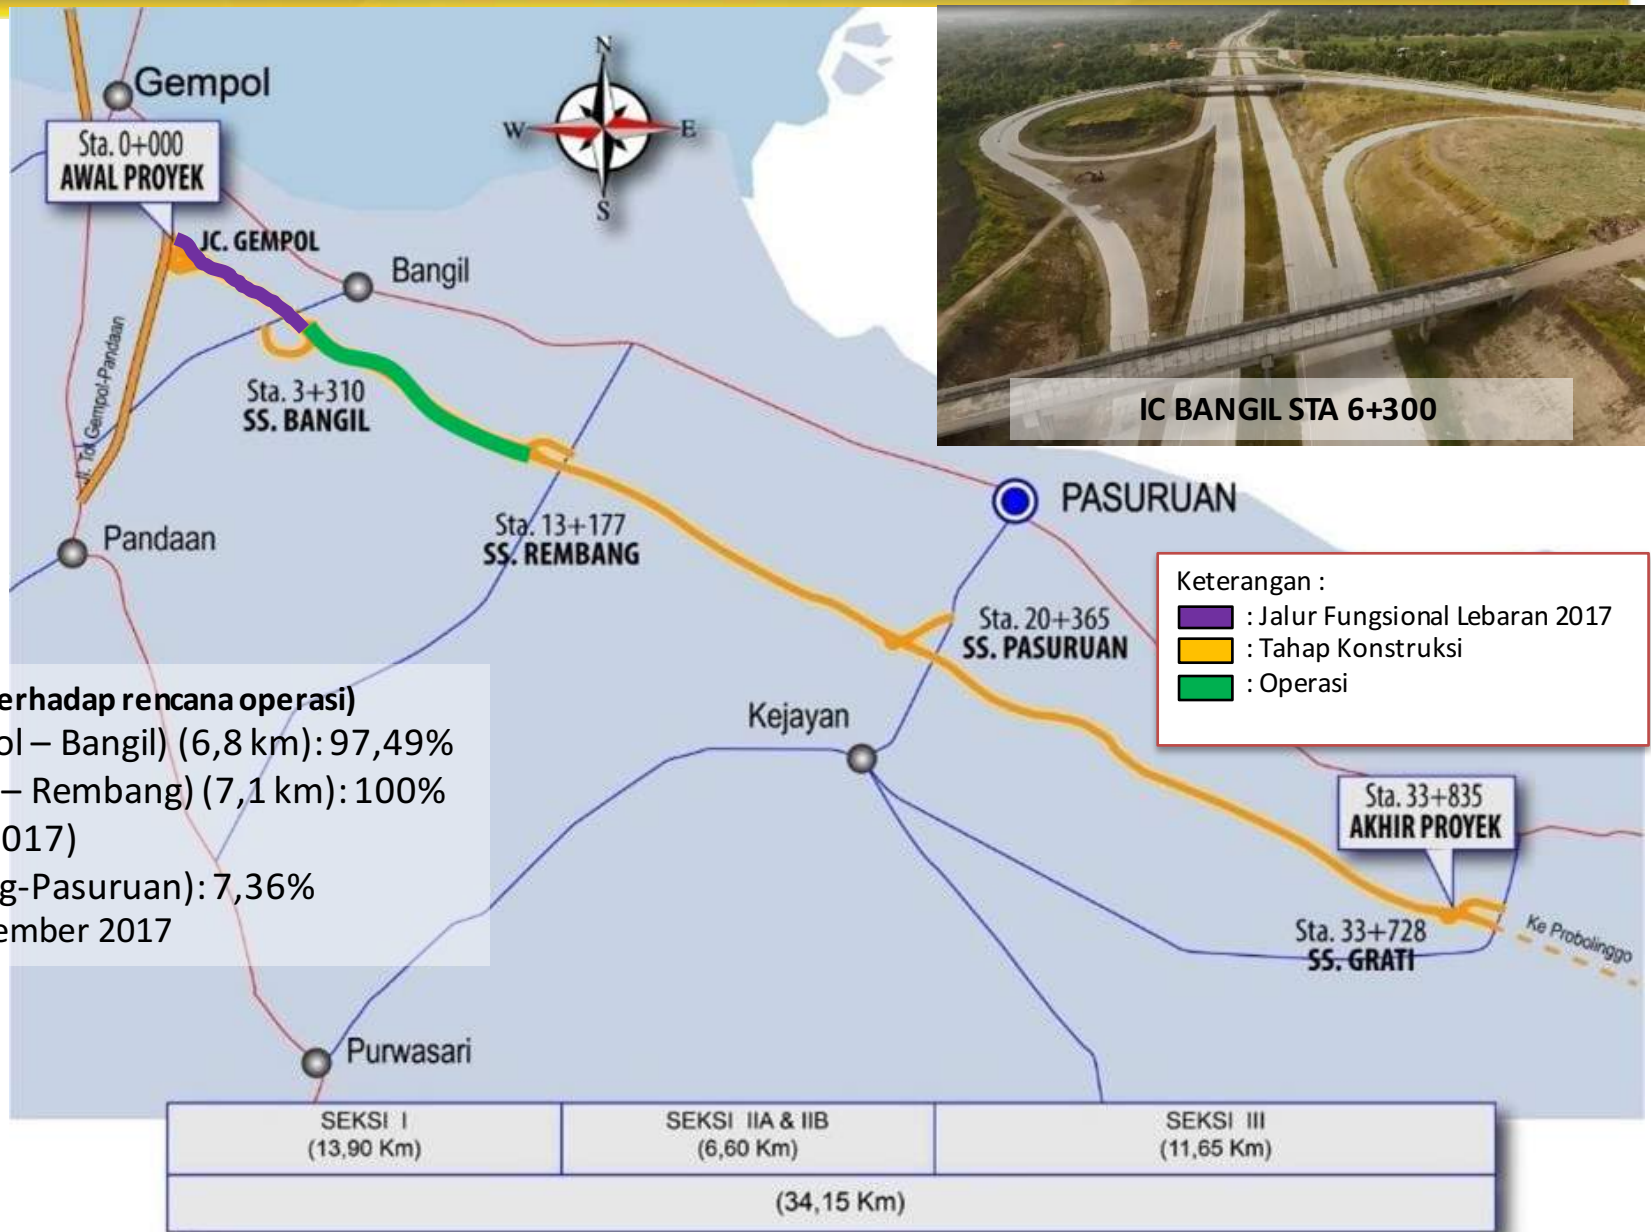 Gempol
N
W
E
S
Sta. 0+000
AWAL PROYEK
JC. GEMPOL
Bangil
Jl. Tol Gempol-Pandaan
Sta. 3+310
SS. BANGIL
IC BANGIL STA 6+300
PASURUAN
Pandaan
Sta. 13+177
SS. REMBANG
Keterangan :
: Jalur Fungsional Lebaran 2017
: Tahap Konstruksi
: Operasi
Sta. 20+365
SS. PASURUAN
erhadap rencana operasi)
ol – Bangil) (6,8 km): 97,49%
– Rembang) (7,1 km): 100%
017)
g-Pasuruan): 7,36%
ember 2017
Kejayan
Sta. 33+835
AKHIR PROYEK
Sta. 33+728
SS. GRATI
Ke Probolinggo
Purwasari
SEKSI I
(13,90 Km)
SEKSI IIA & IIB
(6,60 Km)
SEKSI III
(11,65 Km)
(34,15 Km)